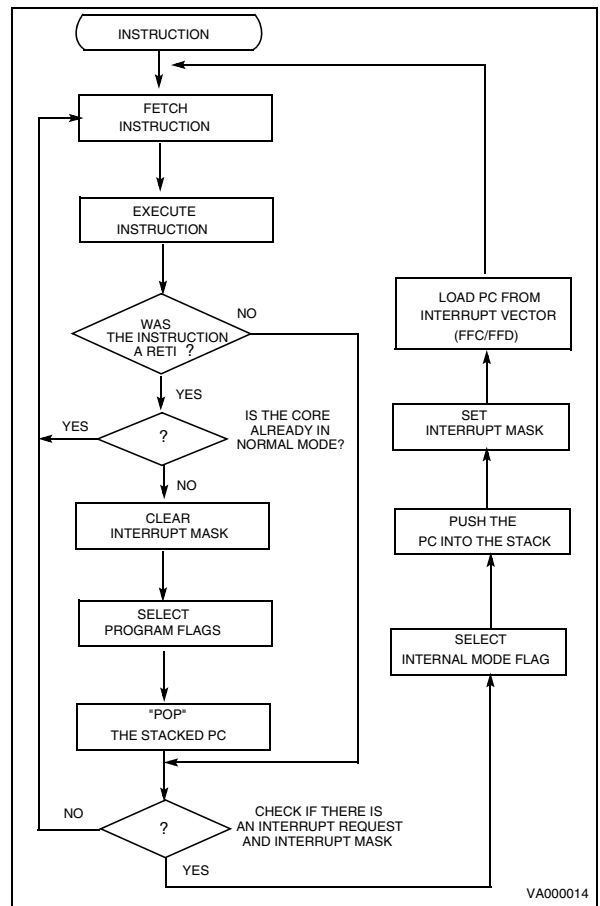 INSTRUCTION
FETCH
INSTRUCTION
EXECUTE
INSTRUCTION
WAS
THE INSTRUCTION
A RETI ?
NO
YES
YES
?
IS THE CORE
ALREADY IN
NORMAL MODE?
NO
CLEAR
INTERRUPT MASK
SELECT
PROGRAM FLAGS
"POP"
THE STACKED PC
NO
?
CHECK IF THERE IS
AN INTERRUPT REQUEST
AND INTERRUPT MASK
YES
LOAD PC FROM
INTERRUPT VECTOR
(FFC/FFD)
SET
INTERRUPT MASK
PUSH THE
PC INTO THE STACK
SELECT
INTERNAL MODE FLAG
VA000014